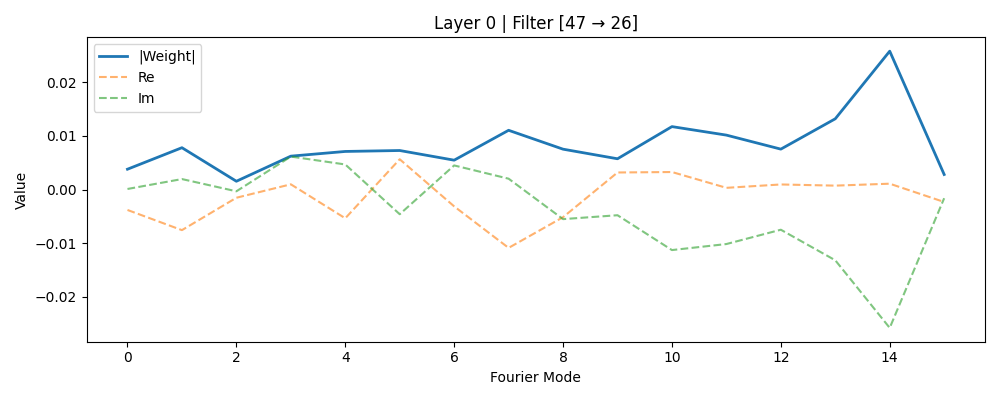 Layer 0 | Filter [47 → 26]
|Weight|
Re
Im
Value
0.02
0.01
0.00
−0.01
−0.02
0 2 4 6 8 10 12 14
Fourier Mode